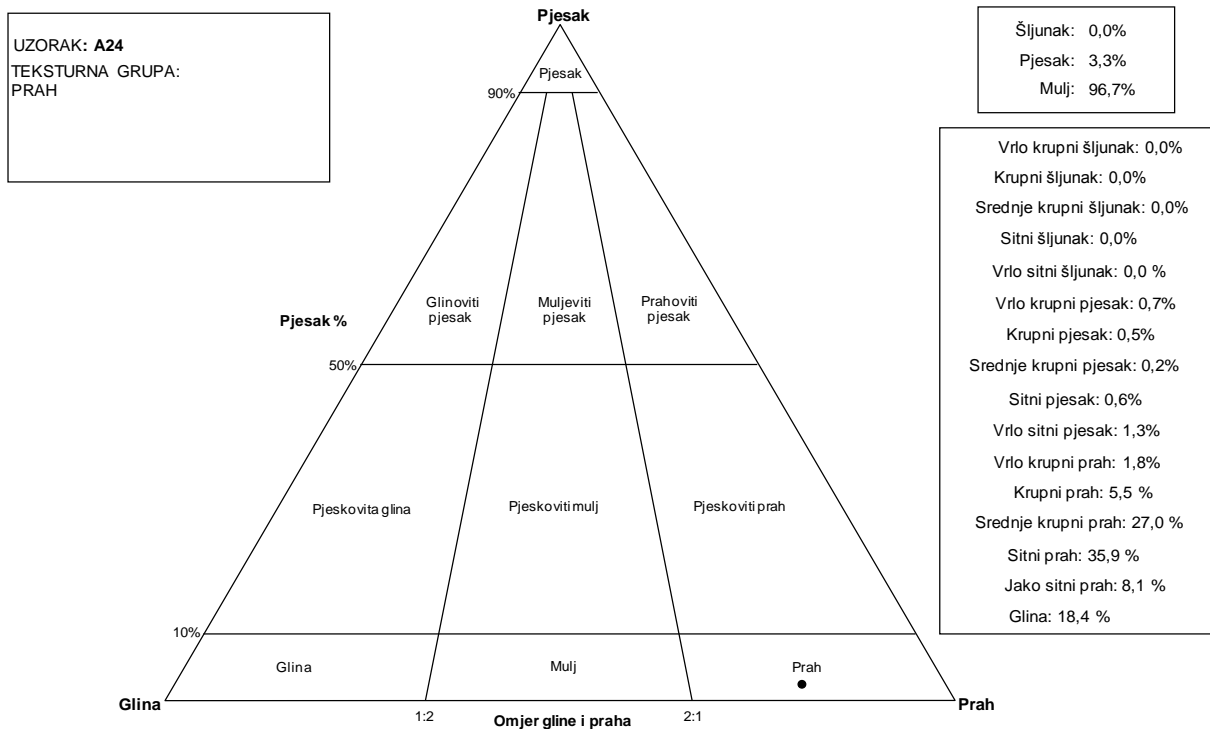 UZORAK: A24
TEKSTURNA GRUPA:
PRAH
Pjesak
Pjesak
90%
Glinoviti
pjesak
Muljeviti
pjesak
Prahoviti
pjesak
Pjesak %
50%
Pjeskovita glina
Pjeskoviti mulj
Pjeskoviti prah
10%
Glina
Mulj
Prah
Glina
Prah
1:2
2:1
Omjer gline i praha
Šljunak: 0,0%
Pjesak: 3,3%
Mulj: 96,7%
Vrlo krupni šljunak: 0,0%
Krupni šljunak: 0,0%
Srednje krupni šljunak: 0,0%
Sitni šljunak: 0,0%
Vrlo sitni šljunak: 0,0 %
Vrlo krupni pjesak: 0,7%
Krupni pjesak: 0,5%
Srednje krupni pjesak: 0,2%
Sitni pjesak: 0,6%
Vrlo sitni pjesak: 1,3%
Vrlo krupni prah: 1,8%
Krupni prah: 5,5 %
Srednje krupni prah: 27,0 %
Sitni prah: 35,9 %
Jako sitni prah: 8,1 %
Glina: 18,4 %